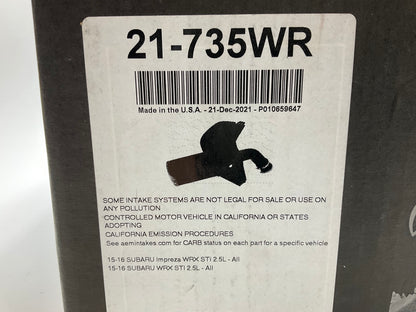 21-735WR
Made in the U.S.A. - 21-Dec-2021 - P010659647
SOME INTAKE SYSTEMS ARE NOT LEGAL FOR SALE OR USE ON
ANY POLLUTION
CONTROLLED MOTOR VEHICLE IN CALIFORNIA OR STATES
ADOPTING
CALIFORNIA EMISSION PROCEDURES
See aemintakes.com for CARB status on each part for a specific vehicle
15-16 SUBARU Impreza WRX STi 2.5L - All
15-16 SUBARU WRX STi 2.5L - All